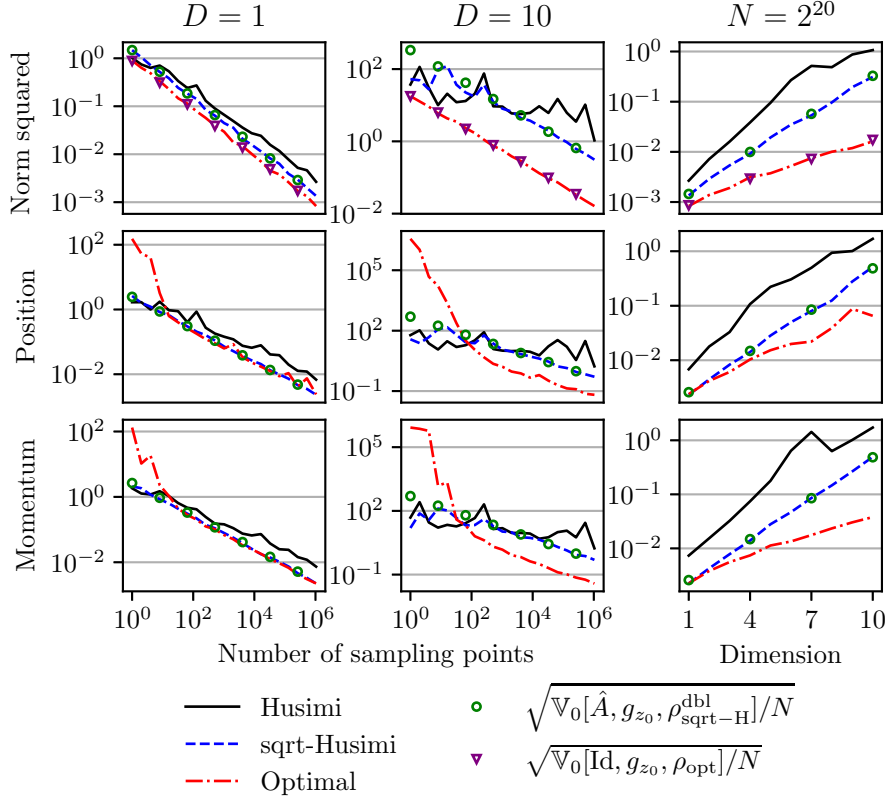 D = 1 D = 10 N = 2^20
Norm squared
10^0
10^−1
10^−2
10^−3
10^2
10^0
10^−2
10^0
10^−1
10^−2
10^−3
Position
10^2
10^0
10^−2
10^5
10^2
10^−1
10^0
10^−1
10^−2
Momentum
10^2
10^0
10^−2
10^5
10^2
10^−1
10^0
10^−1
10^−2
10^0 10^2 10^4 10^6 10^0 10^2 10^4 10^6 1 4 7 10
Number of sampling points Dimension
Husimi
sqrt-Husimi
Optimal
√𝕍₀[Â, g_{z₀}, ρ^{dbl}_{sqrt−H}]/N
√𝕍₀[Id, g_{z₀}, ρ_{opt}]/N